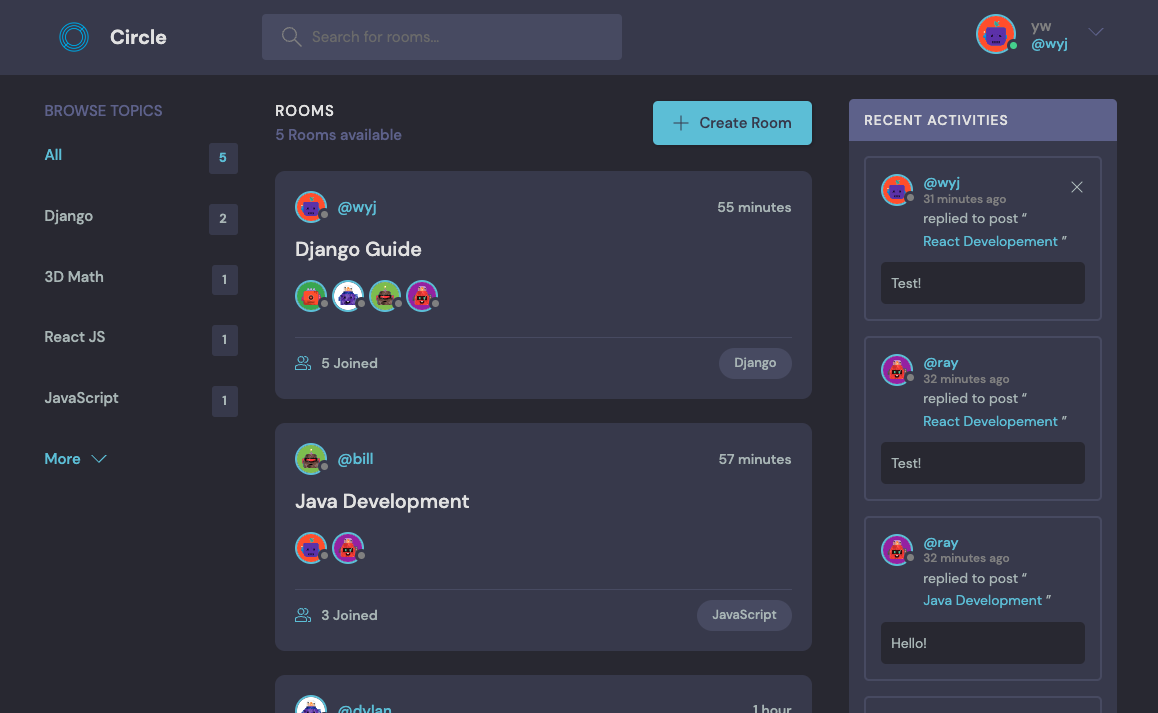 Circle
Search for rooms...
yw
@wyj
BROWSE TOPICS
All
5
Django
2
3D Math
1
React JS
1
JavaScript
1
More
ROOMS
5 Rooms available
Create Room
@wyj
55 minutes
Django Guide
5 Joined
Django
@bill
57 minutes
Java Development
3 Joined
JavaScript
@dylan
1 hour
RECENT ACTIVITIES
@wyj
31 minutes ago
replied to post “
React Developement ”
Test!
@ray
32 minutes ago
replied to post “
React Developement ”
Test!
@ray
32 minutes ago
replied to post “
Java Development ”
Hello!